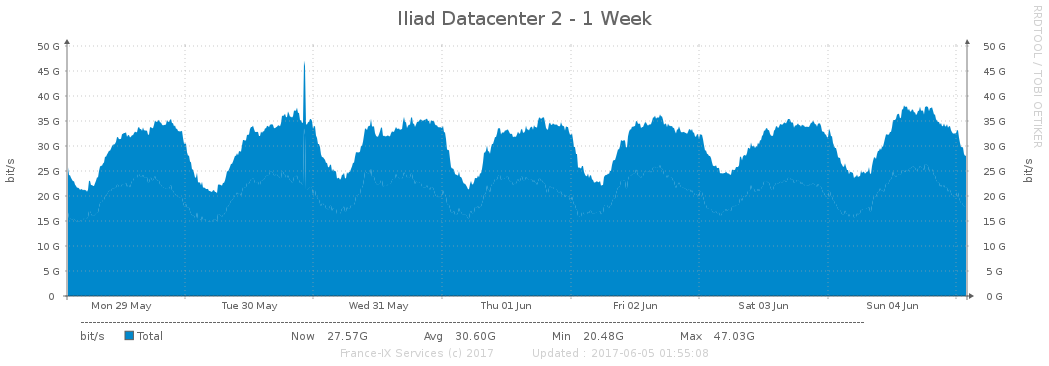 Iliad Datacenter 2 - 1 Week
RRDTOOL / TOBI OETIKER
bit/s
50 G 50 G
45 G 45 G
40 G 40 G
35 G 35 G
30 G 30 G
25 G 25 G
20 G 20 G
15 G 15 G
10 G 10 G
5 G 5 G
0 0 G
bit/s
Mon 29 May Tue 30 May Wed 31 May Thu 01 Jun Fri 02 Jun Sat 03 Jun Sun 04 Jun
bit/s Total Now 27.57G Avg 30.60G Min 20.48G Max 47.03G
France-IX Services (c) 2017 Updated : 2017-06-05 01:55:08